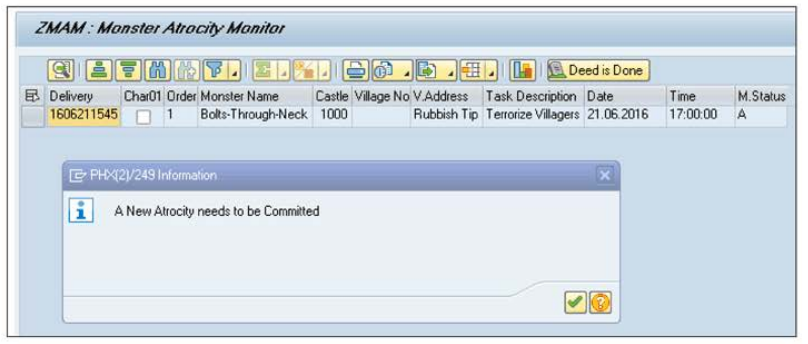 ZMAM : Monster Atrocity Monitor
Deed is Done
Delivery Char01 Order Monster Name Castle Village No V.Address Task Description Date Time M.Status
1606211545 1 Bolts-Through-Neck 1000 Rubbish Tip Terrorize Villagers 21.06.2016 17:00:00 A
PHX(2)/249 Information
A New Atrocity needs to be Committed